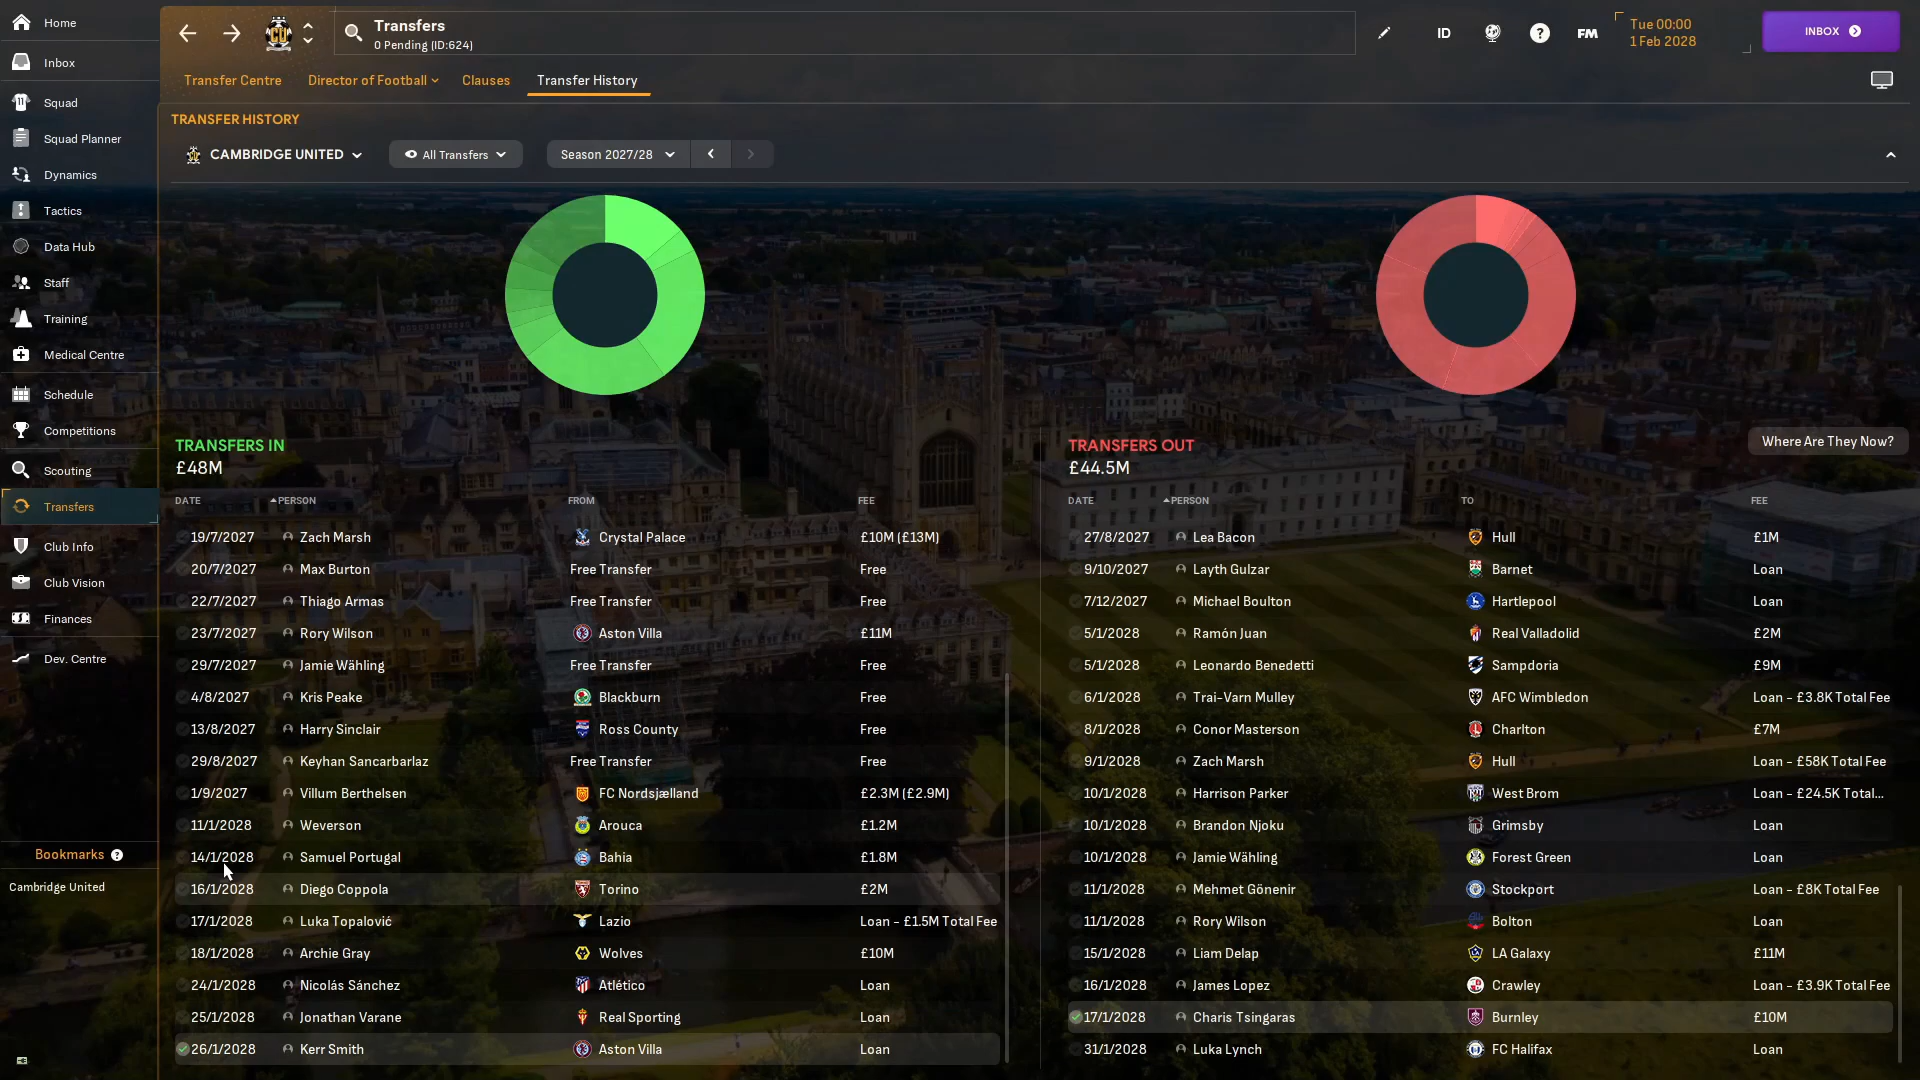 Home
Inbox
Squad
Squad Planner
Dynamics
Tactics
Data Hub
Staff
Training
Medical Centre
Schedule
Competitions
Scouting
Transfers
Club Info
Club Vision
Finances
Dev. Centre
Bookmarks ?
Cambridge United
Transfers
0 Pending (ID:624)
ID
?
FM
Tue 00:00
1 Feb 2028
INBOX
Transfer Centre Director of Football Clauses Transfer History
TRANSFER HISTORY
CAMBRIDGE UNITED All Transfers Season 2027/28
TRANSFERS IN
£48M
DATE PERSON FROM FEE
19/7/2027 Zach Marsh Crystal Palace £10M (£13M)
20/7/2027 Max Burton Free Transfer Free
22/7/2027 Thiago Armas Free Transfer Free
23/7/2027 Rory Wilson Aston Villa £11M
29/7/2027 Jamie Wähling Free Transfer Free
4/8/2027 Kris Peake Blackburn Free
13/8/2027 Harry Sinclair Ross County Free
29/8/2027 Keyhan Sancarbarlaz Free Transfer Free
1/9/2027 Villum Berthelsen FC Nordsjælland £2.3M (£2.9M)
11/1/2028 Weverson Arouca £1.2M
14/1/2028 Samuel Portugal Bahia £1.8M
16/1/2028 Diego Coppola Torino £2M
17/1/2028 Luka Topalović Lazio Loan - £1.5M Total Fee
18/1/2028 Archie Gray Wolves £10M
24/1/2028 Nicolás Sánchez Atlético Loan
25/1/2028 Jonathan Varane Real Sporting Loan
26/1/2028 Kerr Smith Aston Villa Loan
TRANSFERS OUT
£44.5M
Where Are They Now?
DATE PERSON TO FEE
27/8/2027 Lea Bacon Hull £1M
9/10/2027 Layth Gulzar Barnet Loan
7/12/2027 Michael Boulton Hartlepool Loan
5/1/2028 Ramón Juan Real Valladolid £2M
5/1/2028 Leonardo Benedetti Sampdoria £9M
6/1/2028 Trai-Varn Mulley AFC Wimbledon Loan - £3.8K Total Fee
8/1/2028 Conor Masterson Charlton £7M
9/1/2028 Zach Marsh Hull Loan - £58K Total Fee
10/1/2028 Harrison Parker West Brom Loan - £24.5K Total...
10/1/2028 Brandon Njoku Grimsby Loan
10/1/2028 Jamie Wähling Forest Green Loan
11/1/2028 Mehmet Gönenir Stockport Loan - £8K Total Fee
11/1/2028 Rory Wilson Bolton Loan
15/1/2028 Liam Delap LA Galaxy £11M
16/1/2028 James Lopez Crawley Loan - £3.9K Total Fee
17/1/2028 Charis Tsingaras Burnley £10M
31/1/2028 Luka Lynch FC Halifax Loan